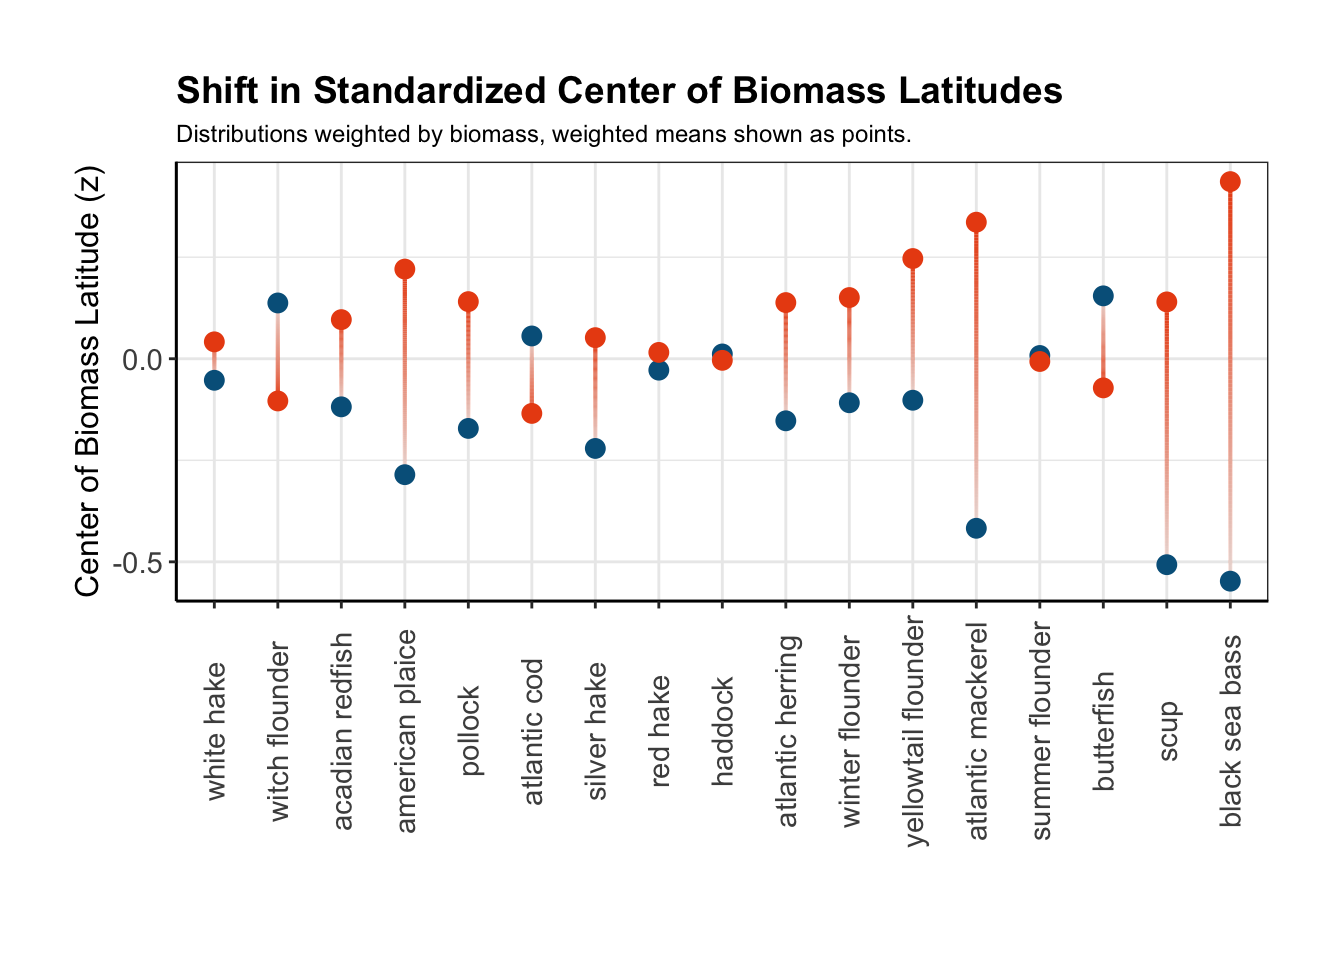 Shift in Standardized Center of Biomass Latitudes
Distributions weighted by biomass, weighted means shown as points.
Center of Biomass Latitude (z)
0.0
-0.5
white hake
witch flounder
acadian redfish
american plaice
pollock
atlantic cod
silver hake
red hake
haddock
atlantic herring
winter flounder
yellowtail flounder
atlantic mackerel
summer flounder
butterfish
scup
black sea bass